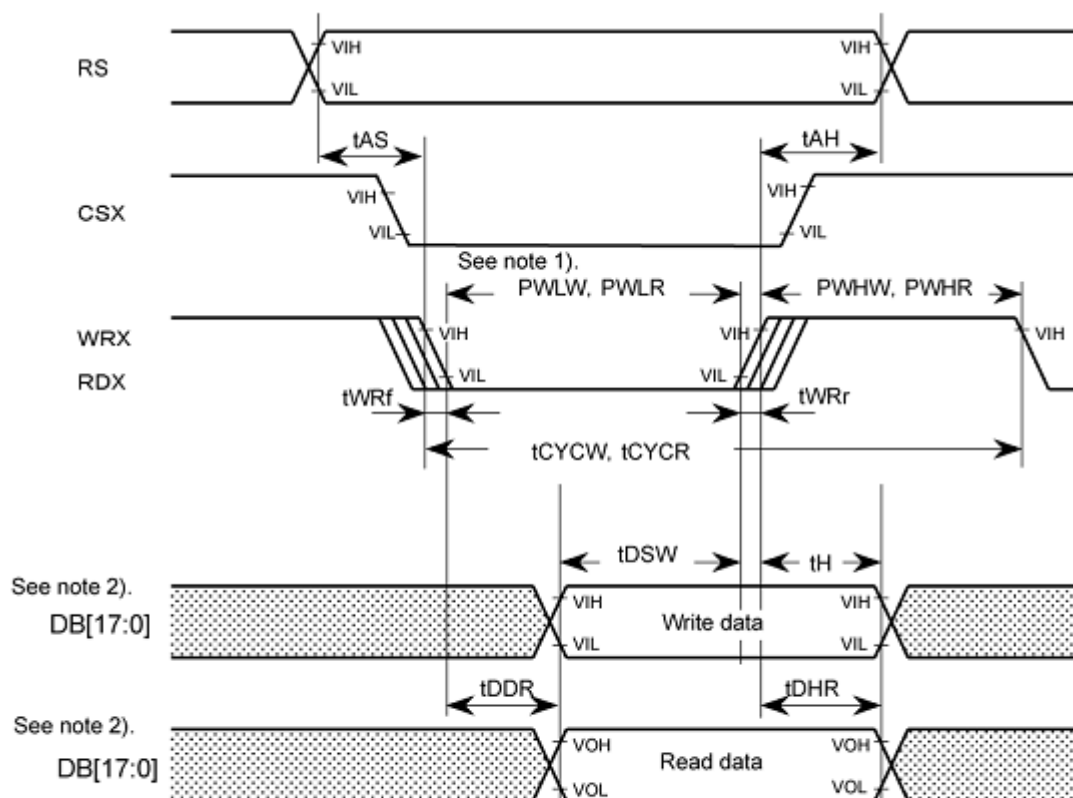 RS
VIH
VIH
VIL
VIL
tAS
tAH
CSX
VIH
VIH
VIL
VIL
See note 1).
PWLW, PWLR
PWHW, PWHR
WRX
VIH
VIH
VIH
RDX
VIL
VIL
tWRf
tWRr
tCYCW, tCYCR
tDSW
tH
See note 2).
DB[17:0]
VIH
Write data
VIH
VIL
VIL
tDDR
tDHR
See note 2).
DB[17:0]
VOH
Read data
VOH
VOL
VOL